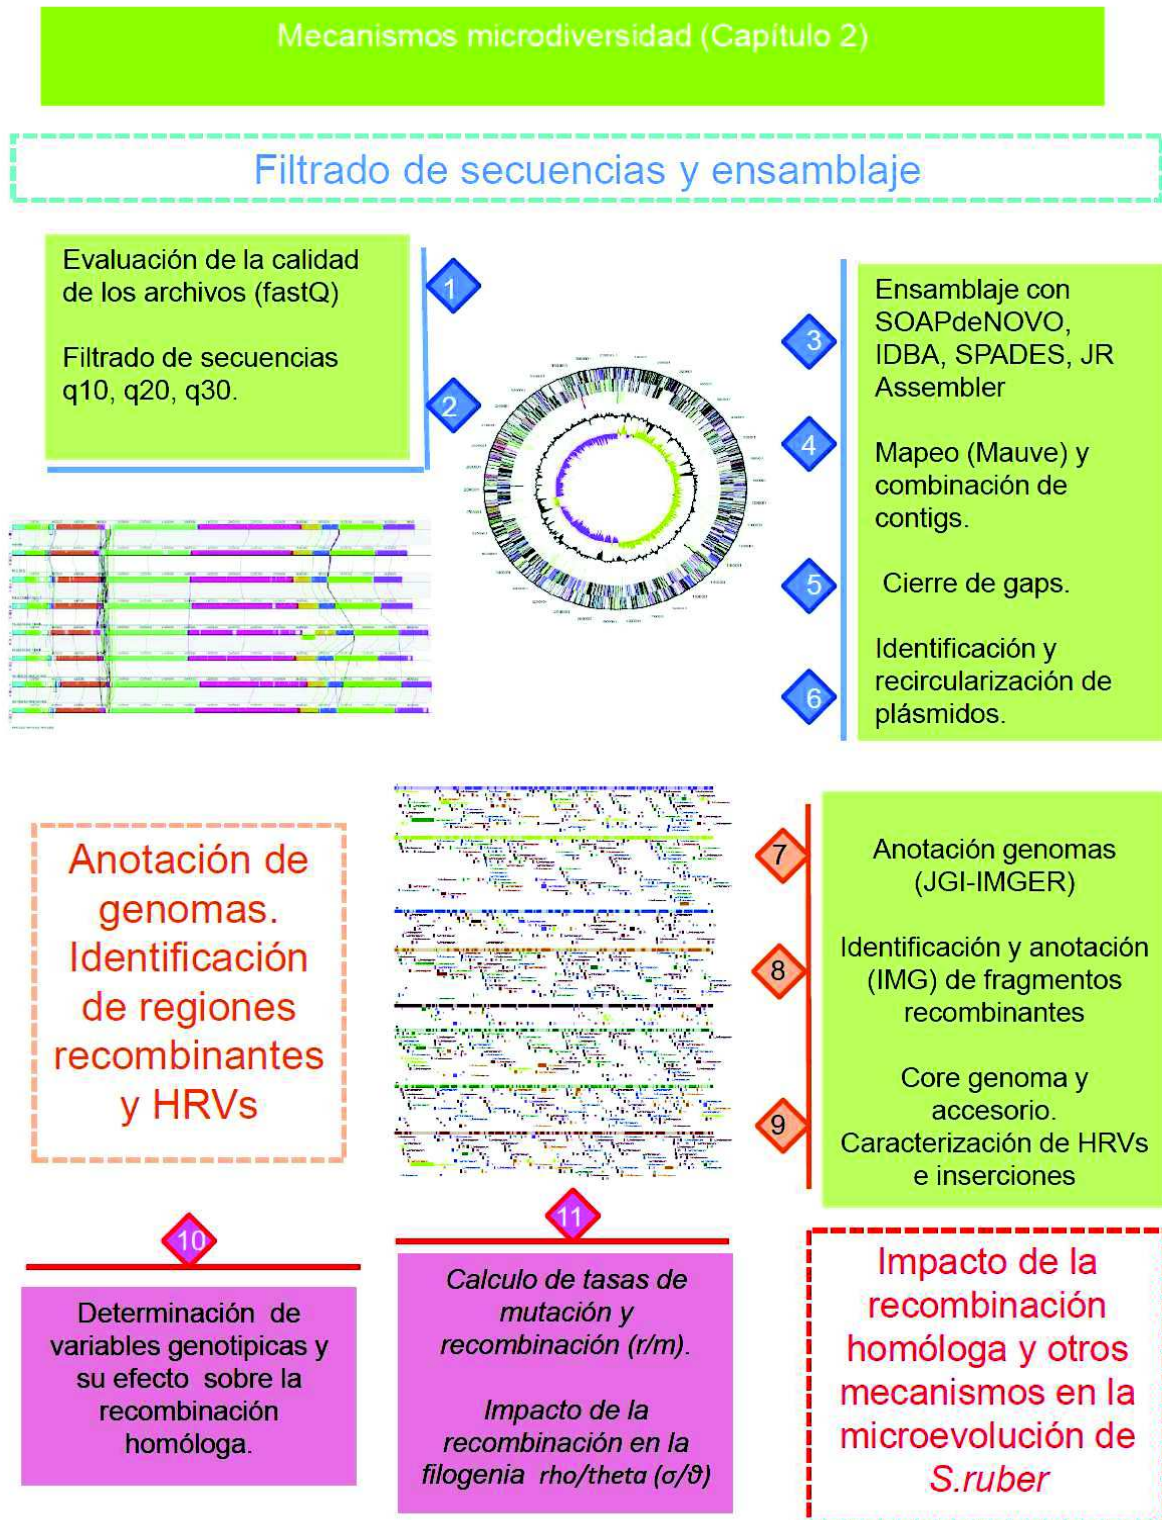 Mecanismos microdiversidad (Capítulo 2)
Filtrado de secuencias y ensamblaje
Evaluación de la calidad
de los archivos (fastQ)
Filtrado de secuencias
q10, q20, q30.
1
2
3
4
5
6
Ensamblaje con
SOAPdeNOVO,
IDBA, SPADES, JR
Assembler
Mapeo (Mauve) y
combinación de
contigs.
Cierre de gaps.
Identificación y
recircularización de
plásmidos.
Anotación de
genomas.
Identificación
de regiones
recombinantes
y HRVs
7
8
9
Anotación genomas
(JGI-IMGER)
Identificación y anotación
(IMG) de fragmentos
recombinantes
Core genoma y
accesorio.
Caracterización de HRVs
e inserciones
10
Determinación de
variables genotípicas y
su efecto sobre la
recombinación
homóloga.
11
Calculo de tasas de
mutación y
recombinación (r/m).
Impacto de la
recombinación en la
filogenia rho/theta (σ/ϑ)
Impacto de la
recombinación
homóloga y otros
mecanismos en la
microevolución de
S.ruber